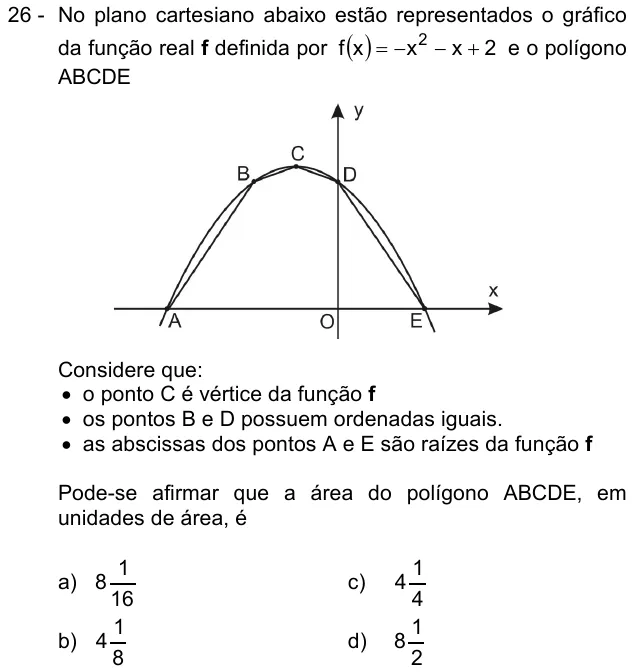 26 - No plano cartesiano abaixo estão representados o gráfico
da função real f definida por f(x) = −x² − x + 2 e o polígono
ABCDE
y
C
B
D
x
A
O
E
Considere que:
• o ponto C é vértice da função f
• os pontos B e D possuem ordenadas iguais.
• as abscissas dos pontos A e E são raízes da função f
Pode-se afirmar que a área do polígono ABCDE, em
unidades de área, é
a) 8 1/16
c) 4 1/4
b) 4 1/8
d) 8 1/2